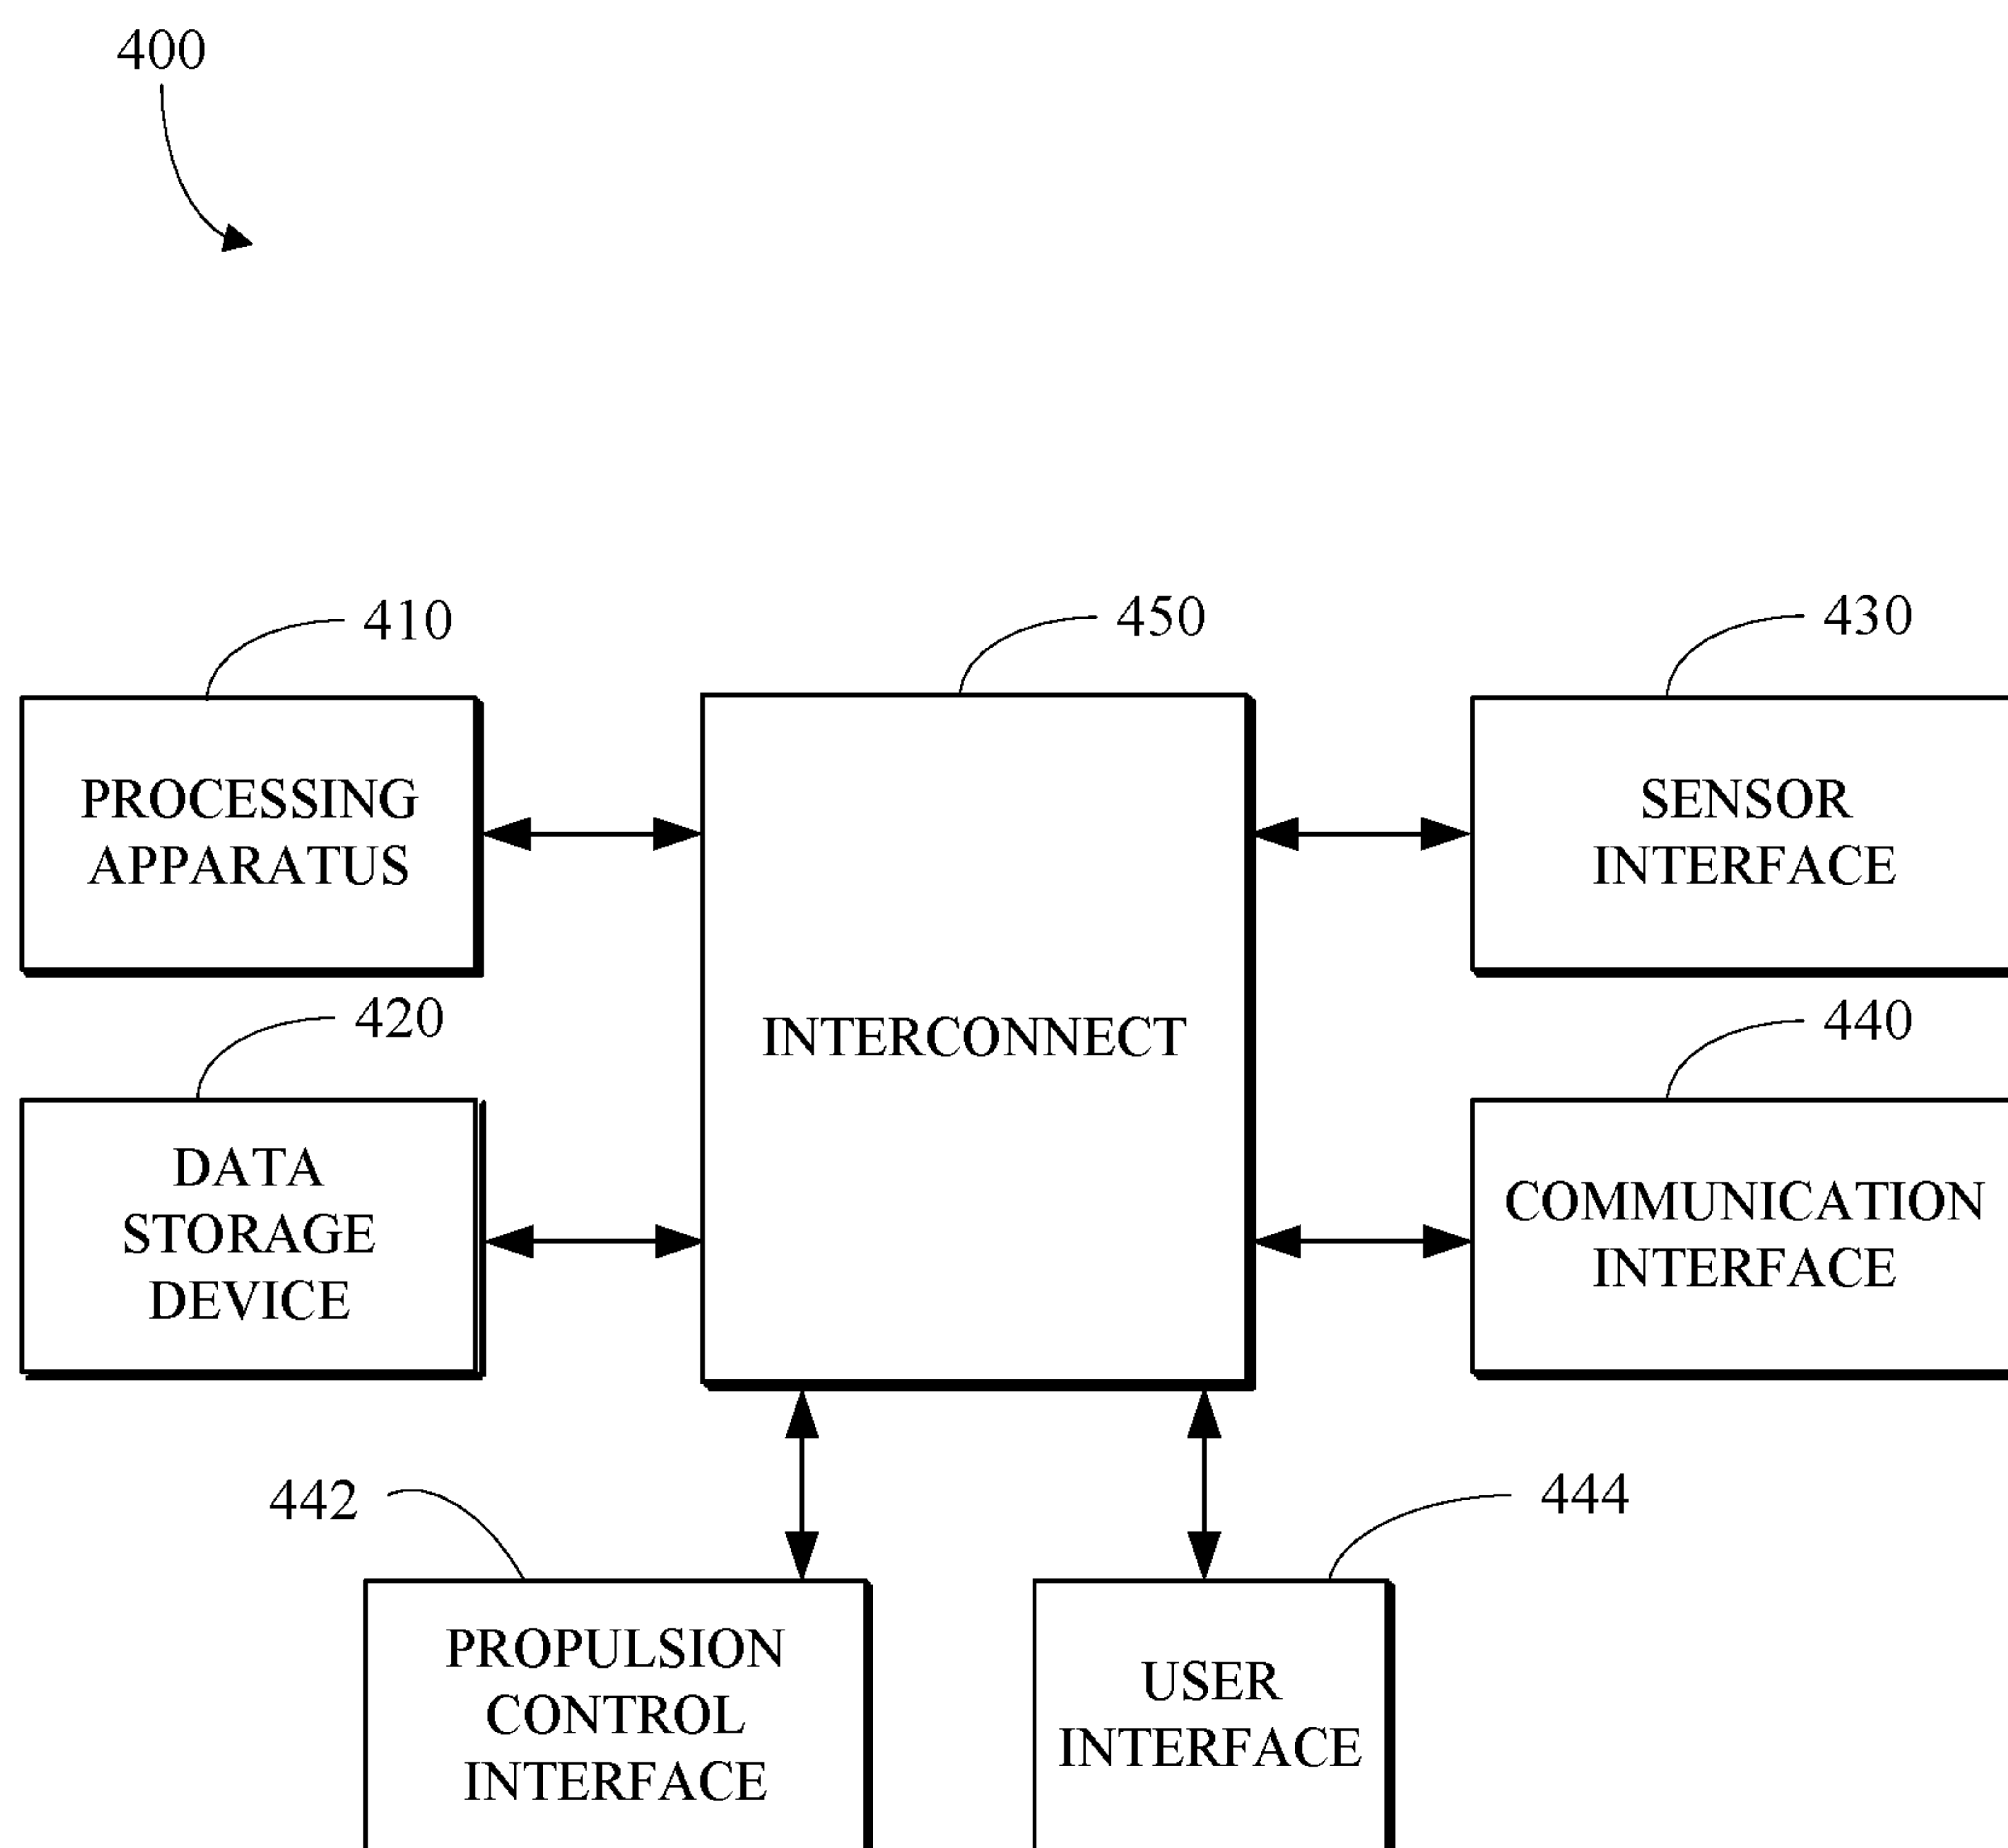 400
410
450
430
PROCESSING
APPARATUS
SENSOR
INTERFACE
INTERCONNECT
420
440
DATA
STORAGE
DEVICE
COMMUNICATION
INTERFACE
442
444
PROPULSION
CONTROL
INTERFACE
USER
INTERFACE